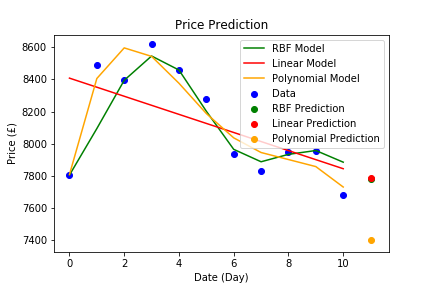 Price Prediction
8600
8400
8200
8000
7800
7600
7400
Price (£)
RBF Model
Linear Model
Polynomial Model
Data
RBF Prediction
Linear Prediction
Polynomial Prediction
0 2 4 6 8 10
Date (Day)